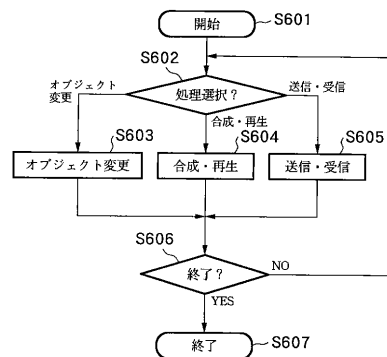 開始
S601
S602
処理選択？
オブジェクト
変更
送信・受信
合成・再生
S603
S604
S605
オブジェクト変更
合成・再生
送信・受信
S606
終了？
NO
YES
終了
S607